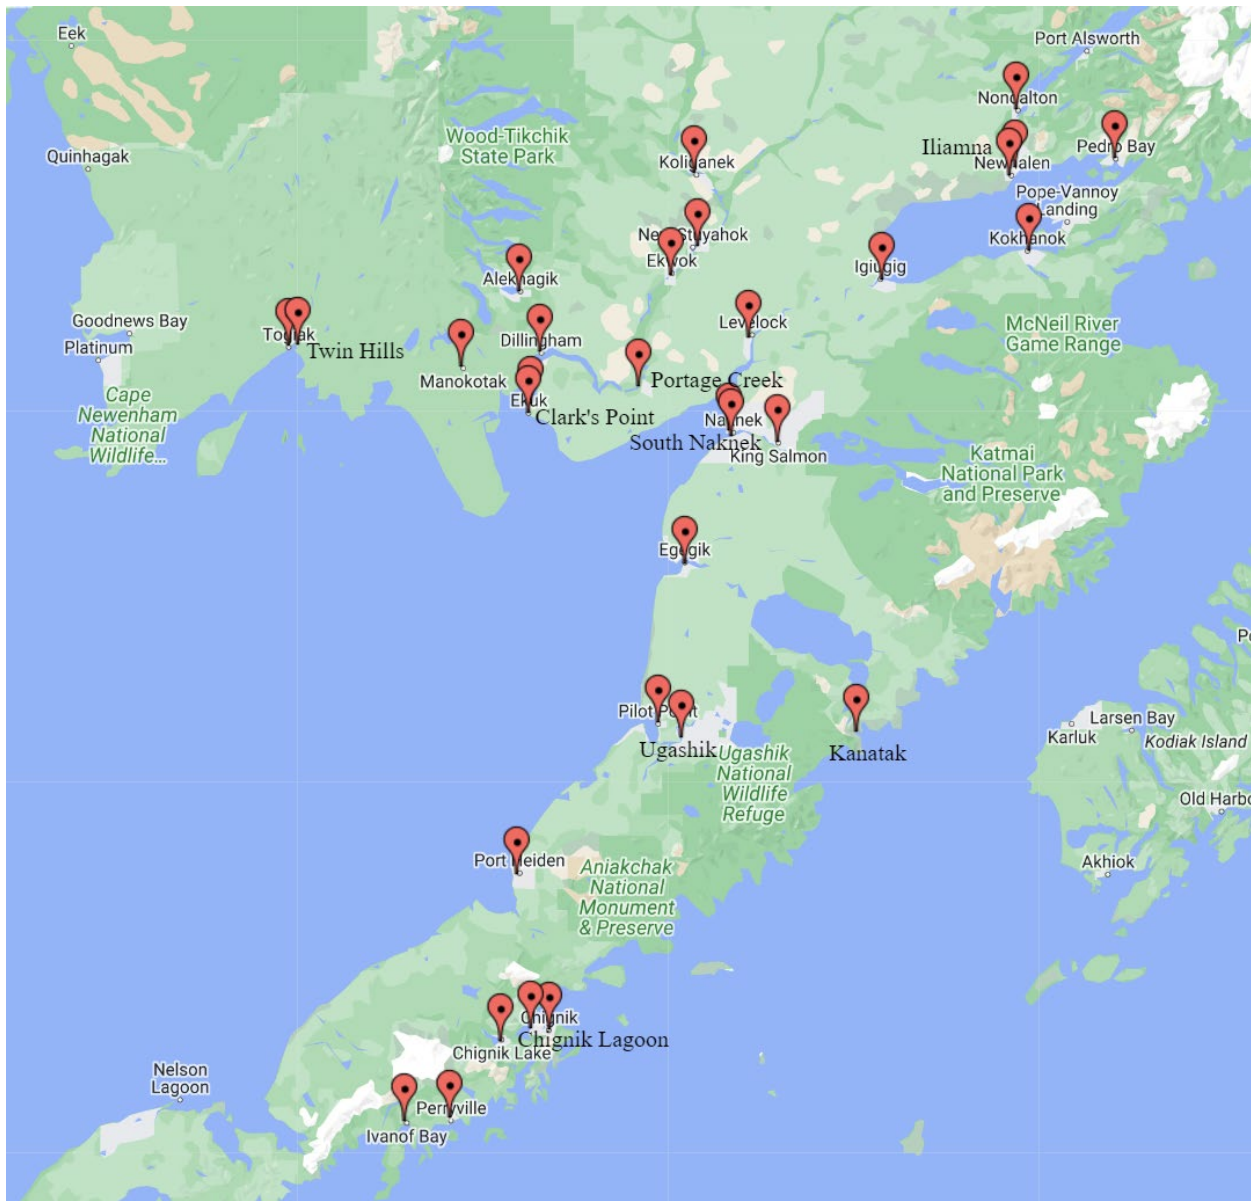 Eek
Port Alsworth
Nondalton
Wood-Tikchik
State Park
Koliganek
Iliamna
Newhalen
Pedro Bay
Quinhagak
Pope-Vannoy
Landing
New Stuyahok
Kokhanok
Ekwok
Igiugig
Aleknagik
Goodnews Bay
Levelock
McNeil River
Game Range
Togiak
Twin Hills
Dillingham
Platinum
Manokotak
Portage Creek
Cape
Newenham
National
Wildlife...
Ekuk
Clark's Point
Naknek
South Naknek
King Salmon
Katmai
National Park
and Preserve
Egegik
Pilot Point
Ugashik
Ugashik
National
Wildlife
Refuge
Kanatak
Larsen Bay
Karluk
Kodiak Island
Old Harbo
Port Heiden
Akhiok
Aniakchak
National
Monument
& Preserve
Chignik
Chignik Lagoon
Chignik Lake
Nelson
Lagoon
Perryville
Ivanof Bay